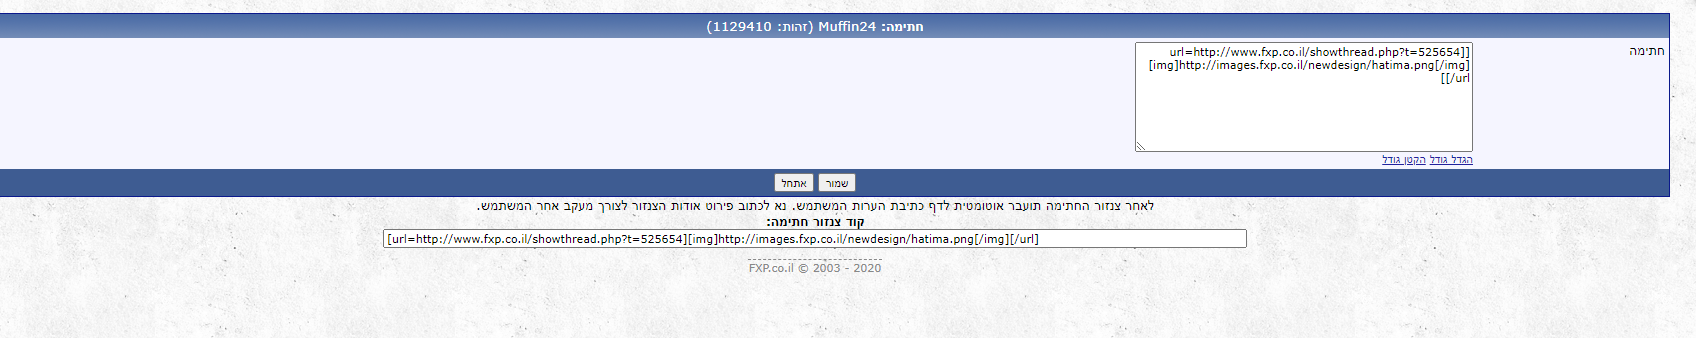 חתימה: Muffin24 (זהות: 1129410)
חתימה
[url=http://www.fxp.co.il/showthread.php?t=525654]
[img]http://images.fxp.co.il/newdesign/hatima.png[/img]
[/url]
הגדל גודל הקטן גודל
שמור אתחל
לאחר צנזור החתימה תועבר אוטומטית לדף כתיבת הערות המשתמש. נא לכתוב פירוט אודות הצנזור לצורך מעקב אחר המשתמש.
קוד צנזור חתימה:
[url=http://www.fxp.co.il/showthread.php?t=525654][img]http://images.fxp.co.il/newdesign/hatima.png[/img][/url]
FXP.co.il © 2003 - 2020